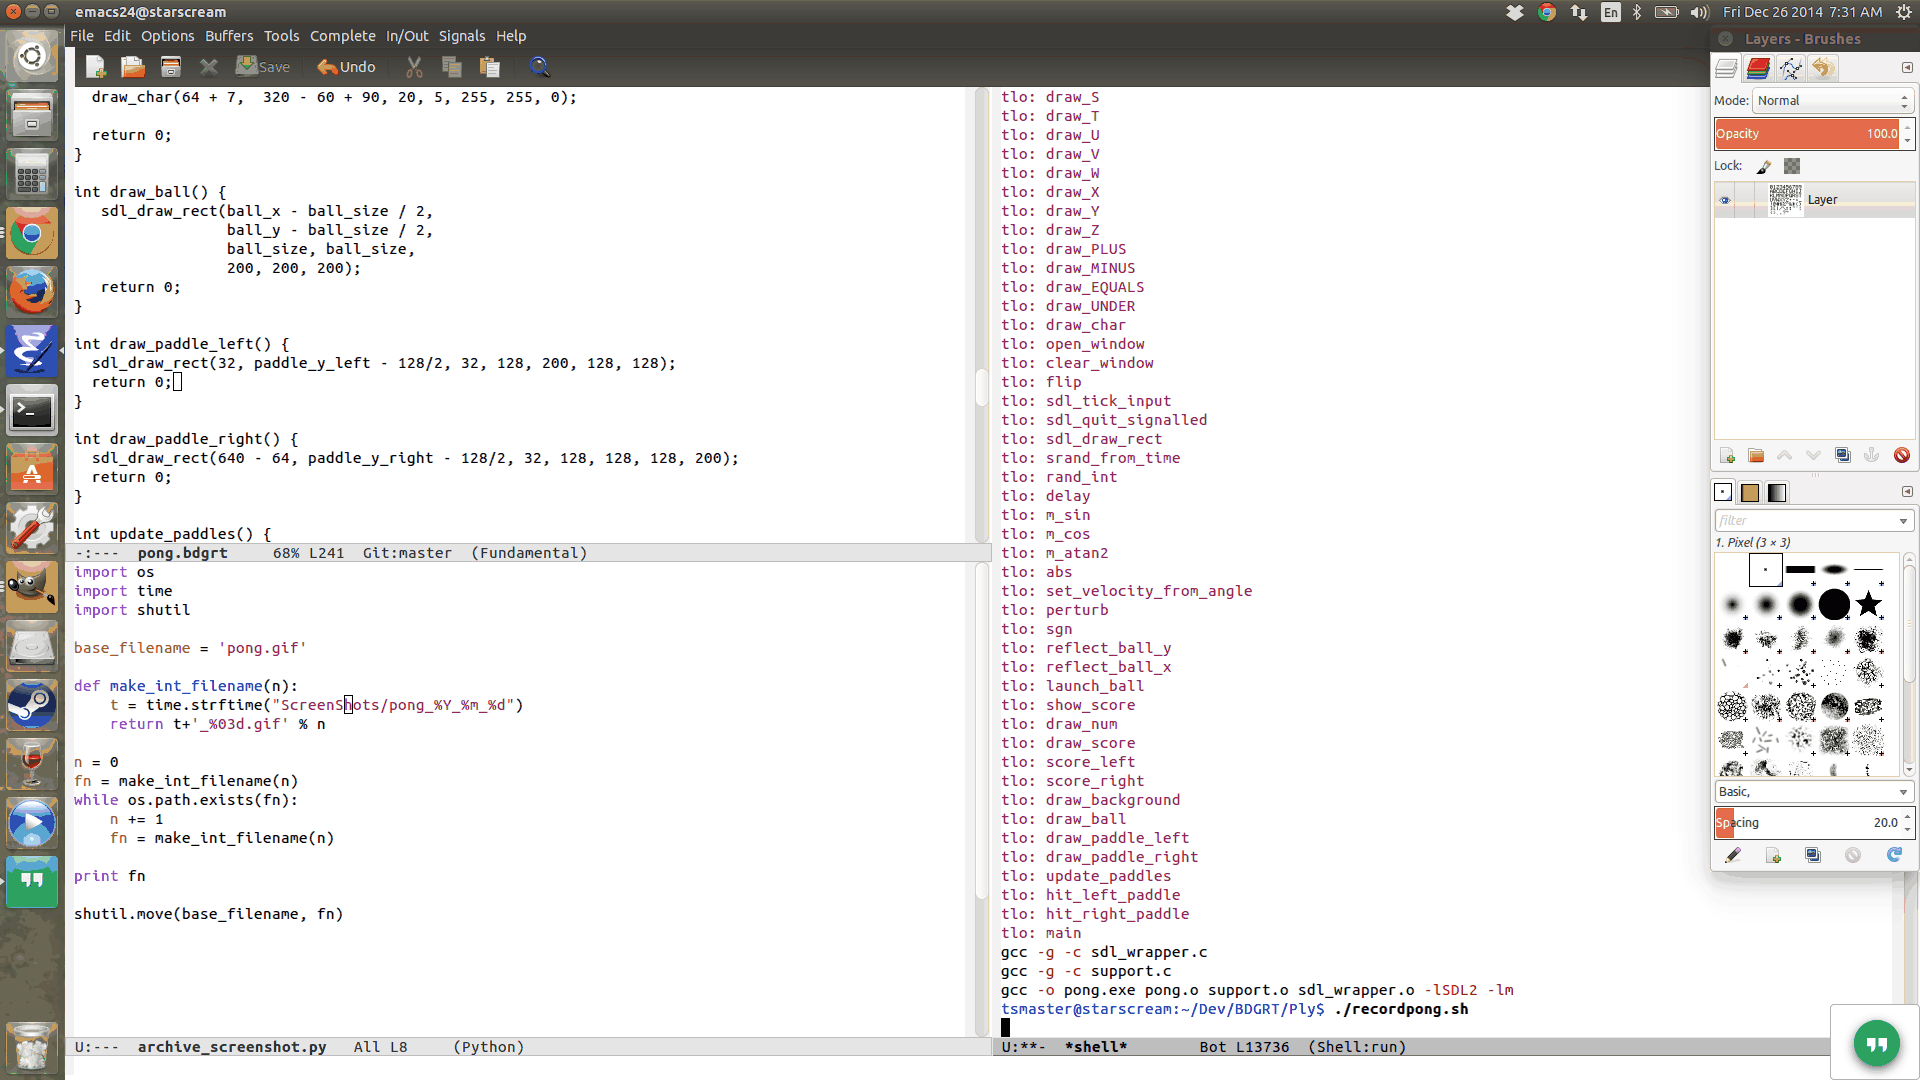 emacs24@starscream
En
Fri Dec 26 2014 7:31 AM
File Edit Options Buffers Tools Complete In/Out Signals Help
Save
Undo
draw_char(64 + 7,  320 - 60 + 90, 20, 5, 255, 255, 0);
return 0;
}
int draw_ball() {
sdl_draw_rect(ball_x - ball_size / 2,
ball_y - ball_size / 2,
ball_size, ball_size,
200, 200, 200);
return 0;
}
int draw_paddle_left() {
sdl_draw_rect(32, paddle_y_left - 128/2, 32, 128, 200, 128, 128);
return 0;
}
int draw_paddle_right() {
sdl_draw_rect(640 - 64, paddle_y_right - 128/2, 32, 128, 128, 128, 200);
return 0;
}
int update_paddles() {
-:---  pong.bdgrt     68% L241  Git:master  (Fundamental)
import os
import time
import shutil
base_filename = 'pong.gif'
def make_int_filename(n):
t = time.strftime("ScreenShots/pong_%Y_%m_%d")
return t+'_%03d.gif' % n
n = 0
fn = make_int_filename(n)
while os.path.exists(fn):
n += 1
fn = make_int_filename(n)
print fn
shutil.move(base_filename, fn)
U:---  archive_screenshot.py   All L8     (Python)
tlo: draw_S
tlo: draw_T
tlo: draw_U
tlo: draw_V
tlo: draw_W
tlo: draw_X
tlo: draw_Y
tlo: draw_Z
tlo: draw_PLUS
tlo: draw_MINUS
tlo: draw_EQUALS
tlo: draw_UNDER
tlo: draw_char
tlo: open_window
tlo: clear_window
tlo: flip
tlo: sdl_tick_input
tlo: sdl_quit_signalled
tlo: sdl_draw_rect
tlo: srand_from_time
tlo: rand_int
tlo: delay
tlo: m_sin
tlo: m_cos
tlo: m_atan2
tlo: abs
tlo: set_velocity_from_angle
tlo: perturb
tlo: sgn
tlo: reflect_ball_y
tlo: reflect_ball_x
tlo: launch_ball
tlo: show_score
tlo: draw_num
tlo: draw_score
tlo: score_left
tlo: score_right
tlo: draw_background
tlo: draw_ball
tlo: draw_paddle_left
tlo: draw_paddle_right
tlo: update_paddles
tlo: hit_left_paddle
tlo: hit_right_paddle
tlo: main
gcc -g -c sdl_wrapper.c
gcc -g -c support.c
gcc -o pong.exe pong.o support.o sdl_wrapper.o -lSDL2 -lm
tsmaster@starscream:~/Dev/BDGRT/Ply$ ./recordpong.sh
U:**-  *shell*        Bot L13736  (Shell:run)
Layers - Brushes
Mode: Normal
Opacity 100.0
Lock:
Layer
filter
1. Pixel (3 × 3)
Basic,
Spacing 20.0